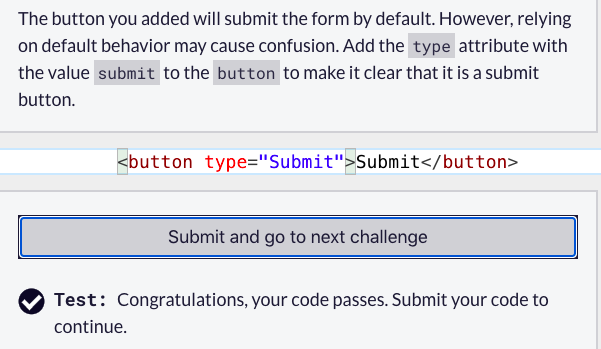 The button you added will submit the form by default. However, relying
on default behavior may cause confusion. Add the type attribute with
the value submit to the button to make it clear that it is a submit
button.
<button type="Submit">Submit</button>
Submit and go to next challenge
Test: Congratulations, your code passes. Submit your code to
continue.